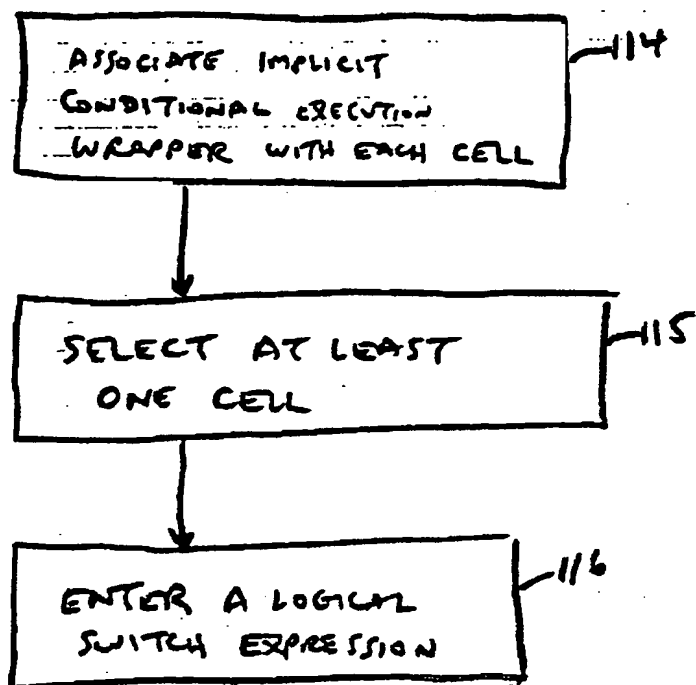 ASSOCIATE IMPLICIT
CONDITIONAL EXECUTION
WRAPPER WITH EACH CELL
114
SELECT AT LEAST
ONE CELL
115
ENTER A LOGICAL
SWITCH EXPRESSION
116